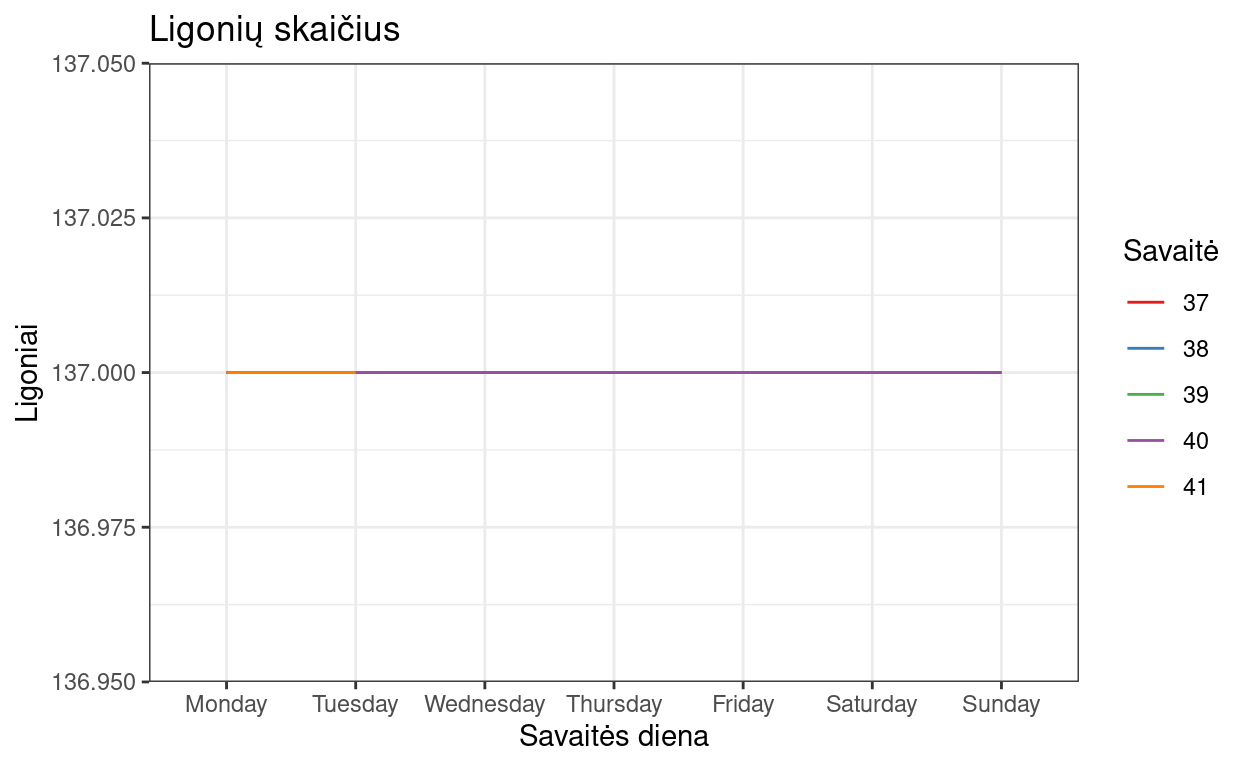 Ligonių skaičius
137.050
137.025
137.000
136.975
136.950
Ligoniai
Monday Tuesday Wednesday Thursday Friday Saturday Sunday
Savaitės diena
Savaitė
37
38
39
40
41